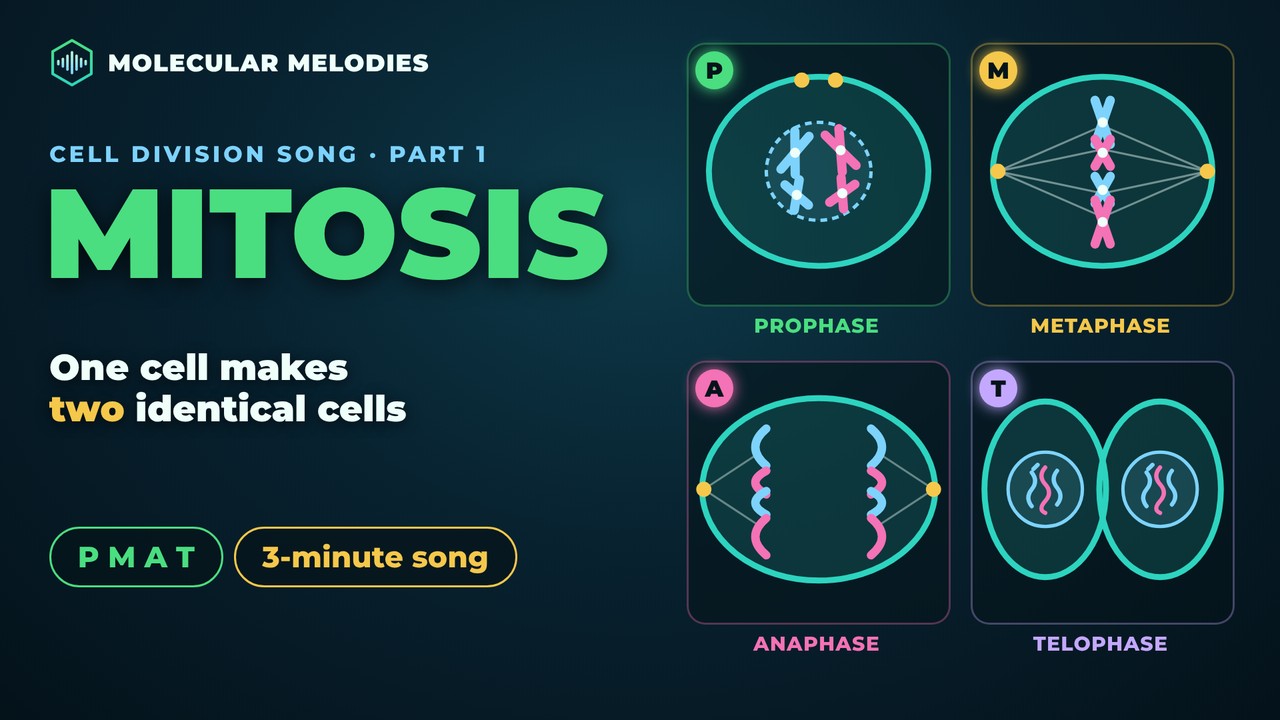 MOLECULAR MELODIES
CELL DIVISION SONG · PART 1
MITOSIS
One cell makes
two identical cells
P M A T
3-minute song
P
PROPHASE
M
METAPHASE
A
ANAPHASE
T
TELOPHASE